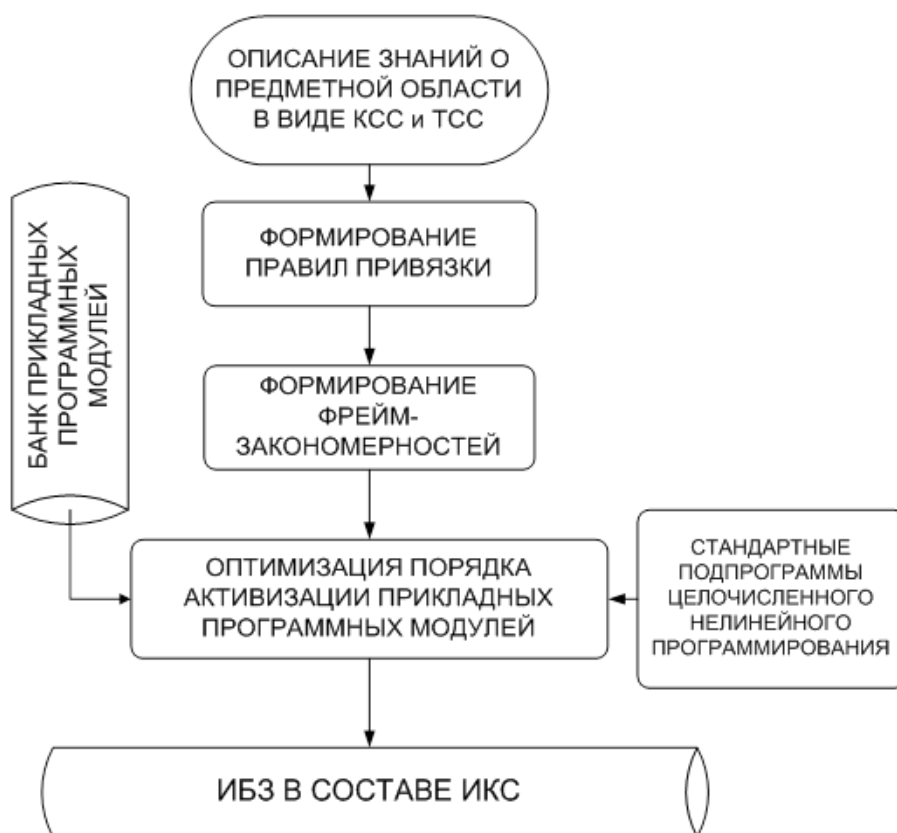 ОПИСАНИЕ ЗНАНИЙ О
ПРЕДМЕТНОЙ ОБЛАСТИ
В ВИДЕ КСС и ТСС
ФОРМИРОВАНИЕ
ПРАВИЛ ПРИВЯЗКИ
БАНК ПРИКЛАДНЫХ
ПРОГРАММНЫХ
МОДУЛЕЙ
ФОРМИРОВАНИЕ
ФРЕЙМ-
ЗАКОНОМЕРНОСТЕЙ
ОПТИМИЗАЦИЯ ПОРЯДКА
АКТИВИЗАЦИИ ПРИКЛАДНЫХ
ПРОГРАММНЫХ МОДУЛЕЙ
СТАНДАРТНЫЕ
ПОДПРОГРАММЫ
ЦЕЛОЧИСЛЕННОГО
НЕЛИНЕЙНОГО
ПРОГРАММИРОВАНИЯ
ИБЗ В СОСТАВЕ ИКС